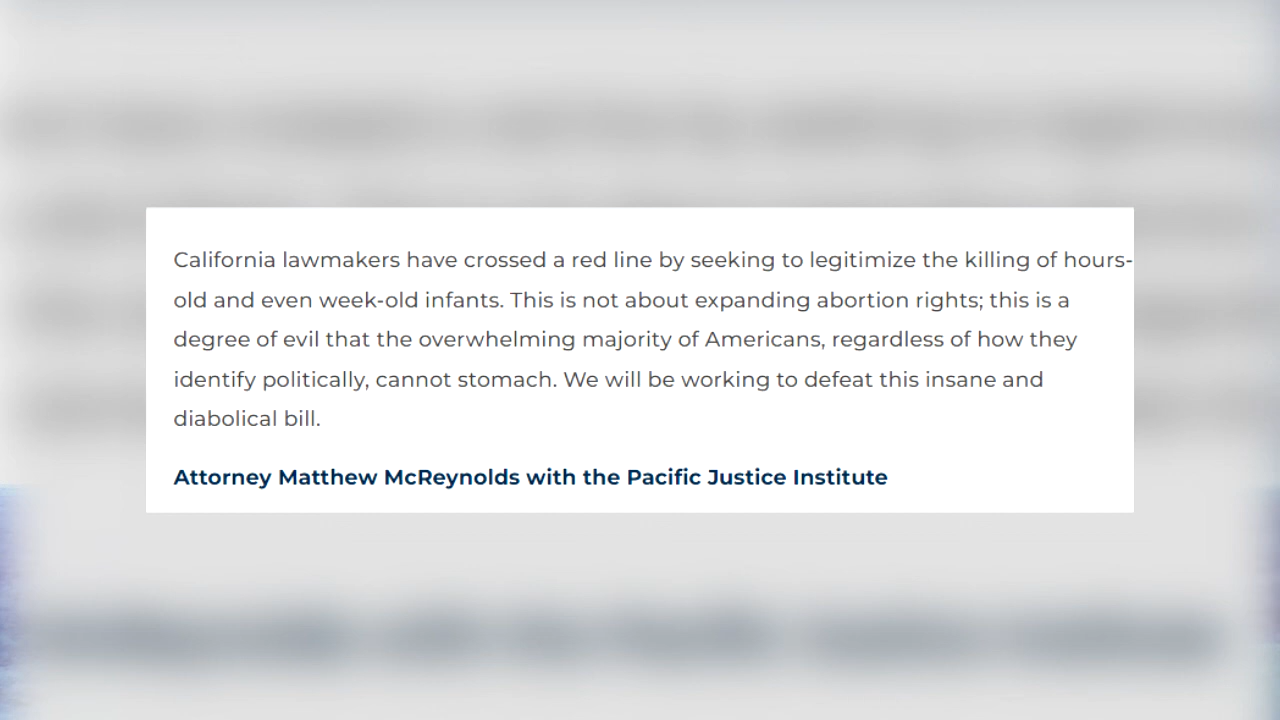 California lawmakers have crossed a red line by seeking to legitimize the killing of hours-
old and even week-old infants. This is not about expanding abortion rights; this is a
degree of evil that the overwhelming majority of Americans, regardless of how they
identify politically, cannot stomach. We will be working to defeat this insane and
diabolical bill.
Attorney Matthew McReynolds with the Pacific Justice Institute